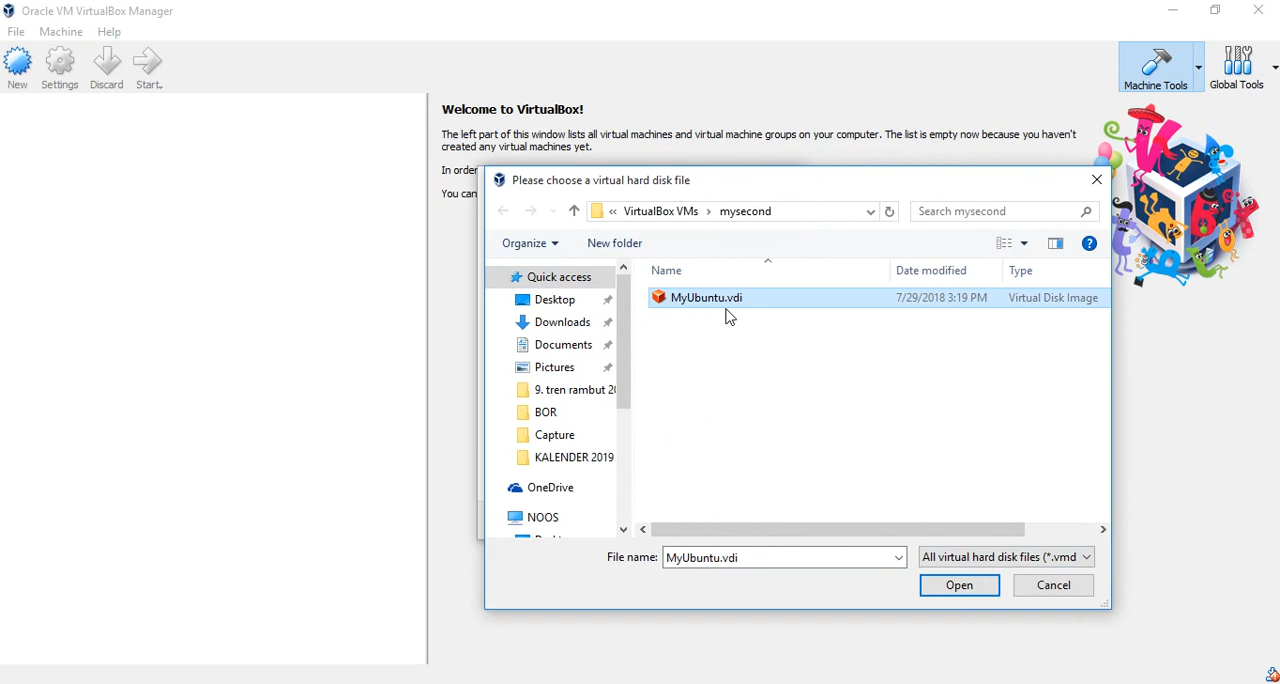 Oracle VM VirtualBox Manager
File Machine Help
New Settings Discard Start
Machine Tools Global Tools
Welcome to VirtualBox!
The left part of this window lists all virtual machines and virtual machine groups on your computer. The list is empty now because you haven't
created any virtual machines yet.
In order
You can
Please choose a virtual hard disk file
« VirtualBox VMs › mysecond
Search mysecond
Organize New folder
Name Date modified Type
MyUbuntu.vdi 7/29/2018 3:19 PM Virtual Disk Image
Quick access
Desktop
Downloads
Documents
Pictures
9. tren rambut 20
BOR
Capture
KALENDER 2019
OneDrive
NOOS
File name: MyUbuntu.vdi All virtual hard disk files (*.vmd
Open Cancel